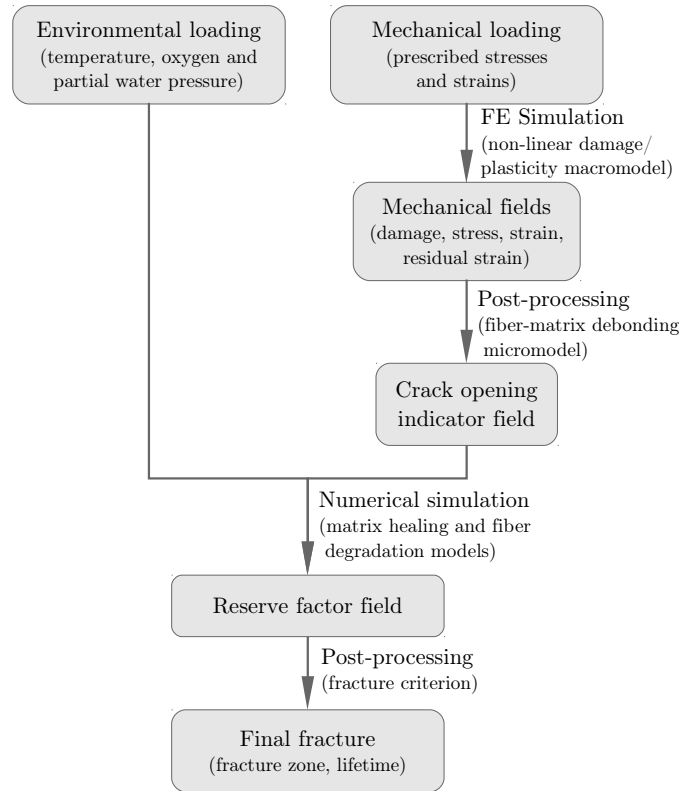 Environmental loading
(temperature, oxygen and
partial water pressure)
Mechanical loading
(prescribed stresses
and strains)
FE Simulation
(non-linear damage/
plasticity macromodel)
Mechanical fields
(damage, stress, strain,
residual strain)
Post-processing
(fiber-matrix debonding
micromodel)
Crack opening
indicator field
Numerical simulation
(matrix healing and fiber
degradation models)
Reserve factor field
Post-processing
(fracture criterion)
Final fracture
(fracture zone, lifetime)